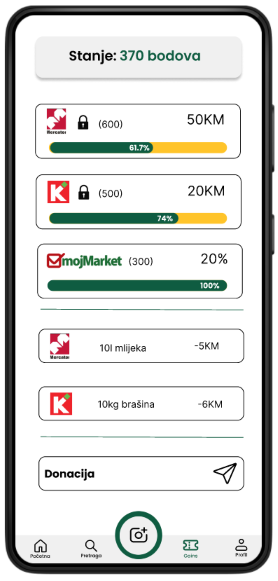 Stanje: 370 bodova
Mercator (600) 50KM
61.7%
K (500) 20KM
74%
mojMarket (300) 20%
100%
Mercator 10l mlijeka -5KM
K 10kg brašina -6KM
Donacija
Početna Pretraga Profil